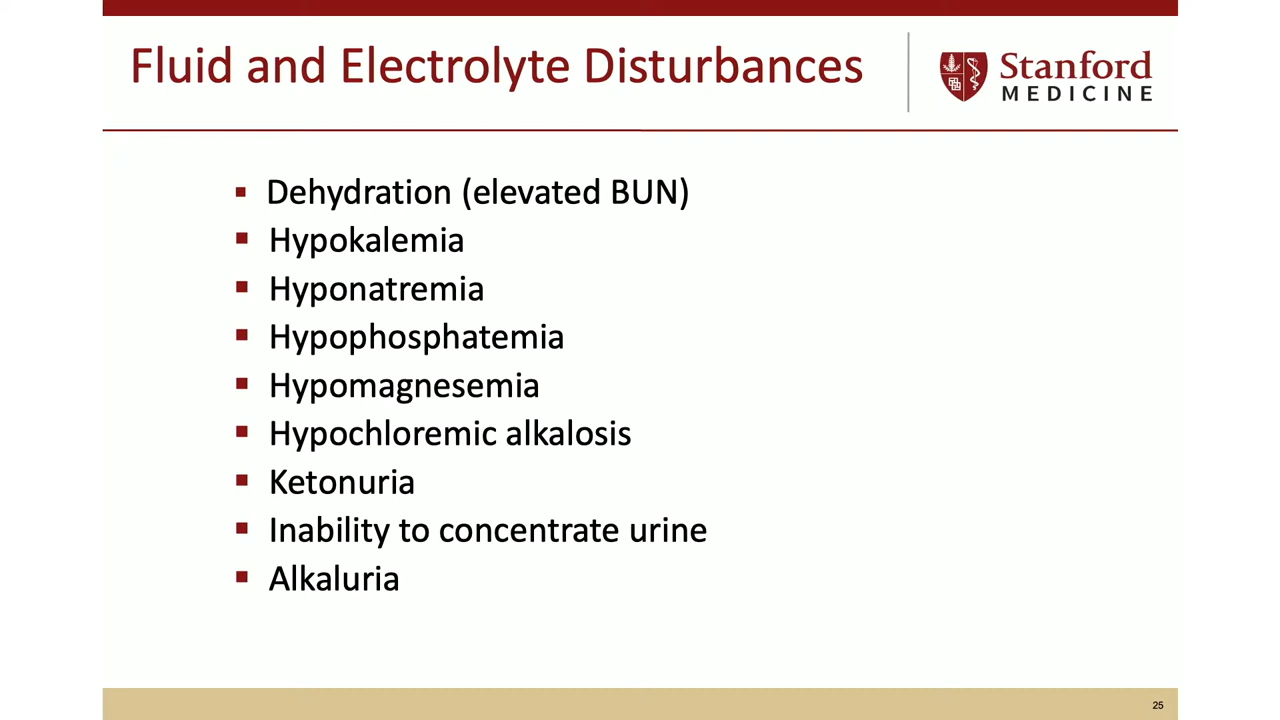 Fluid and Electrolyte Disturbances
Stanford
MEDICINE
Dehydration (elevated BUN)
Hypokalemia
Hyponatremia
Hypophosphatemia
Hypomagnesemia
Hypochloremic alkalosis
Ketonuria
Inability to concentrate urine
Alkaluria
25